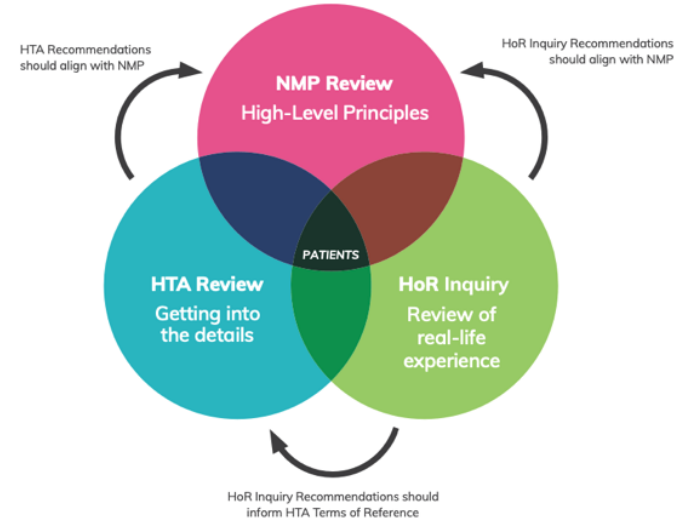 HTA Recommendations
should align with NMP
HoR Inquiry Recommendations
should align with NMP
NMP Review
High-Level Principles
PATIENTS
HTA Review
Getting into
the details
HoR Inquiry
Review of
real-life
experience
HoR Inquiry Recommendations should
inform HTA Terms of Reference